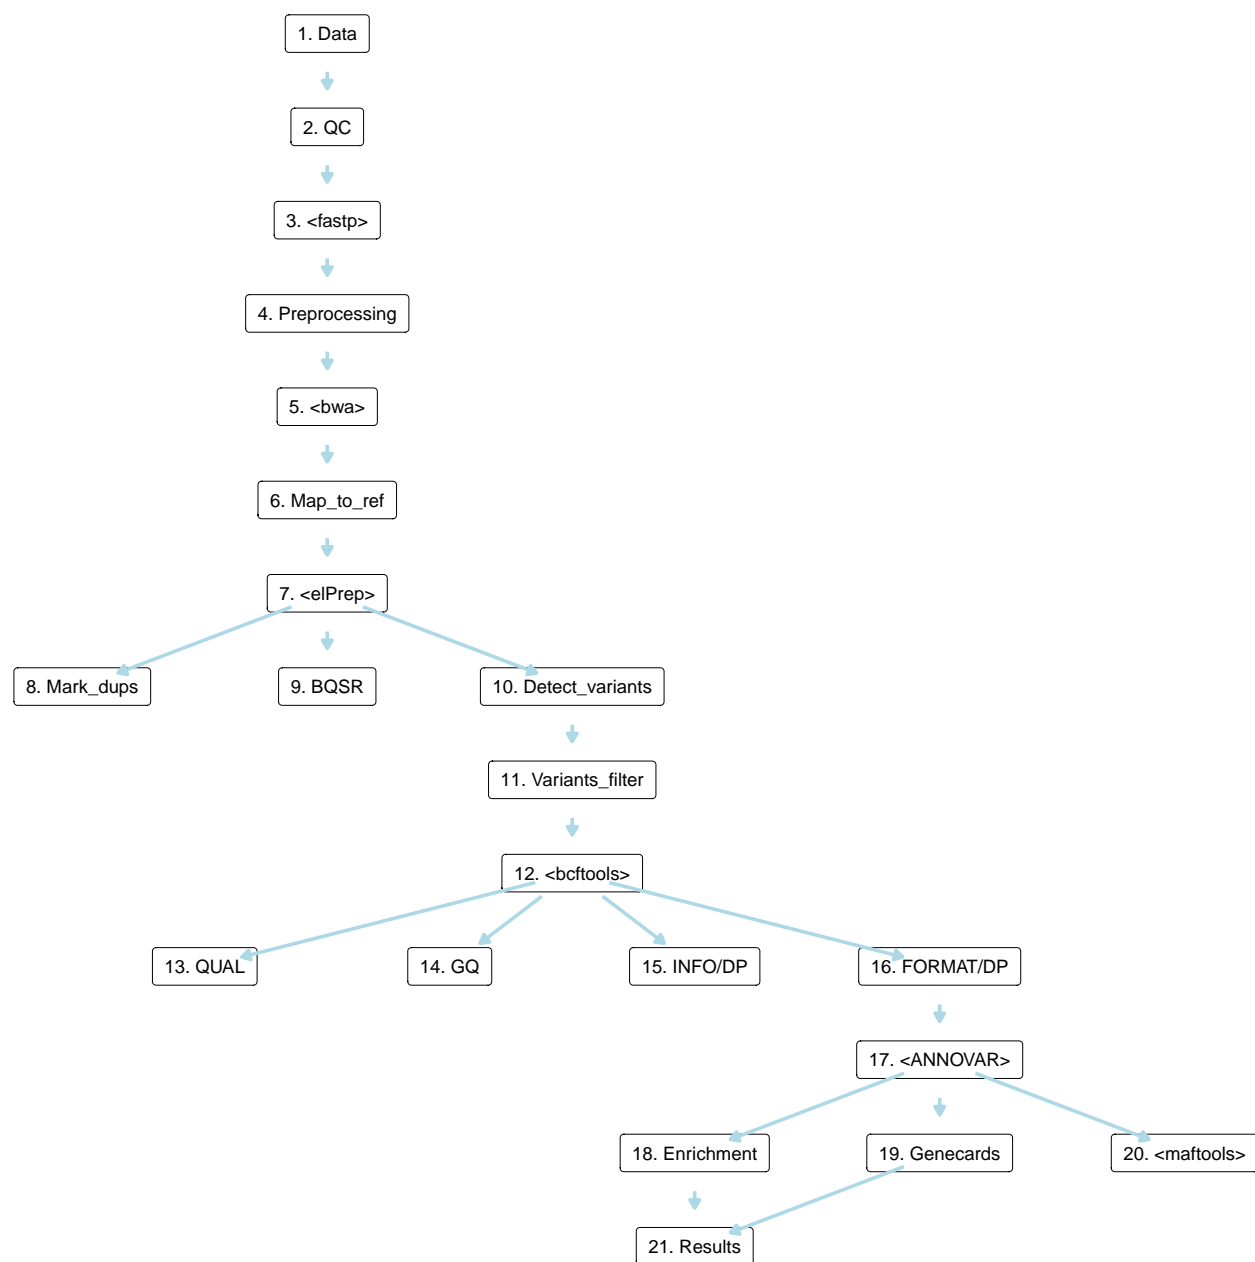 1. Data
2. QC
3. <fastp>
4. Preprocessing
5. <bwa>
6. Map_to_ref
7. <elPrep>
8. Mark_dups
9. BQSR
10. Detect_variants
11. Variants_filter
12. <bcftools>
13. QUAL
14. GQ
15. INFO/DP
16. FORMAT/DP
17. <ANNOVAR>
18. Enrichment
19. Genecards
20. <maftools>
21. Results